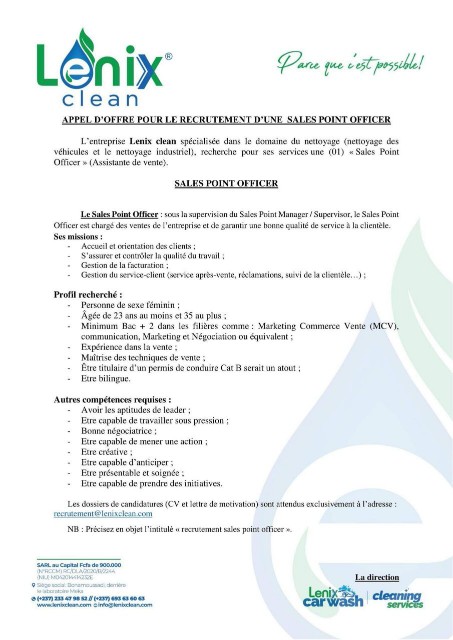 Lenix®
clean
Parce que c'est possible!
APPEL D'OFFRE POUR LE RECRUTEMENT D'UNE SALES POINT OFFICER
L'entreprise Lenix clean spécialisée dans le domaine du nettoyage (nettoyage des
véhicules et le nettoyage industriel), recherche pour ses services une (01) « Sales Point
Officer » (Assistante de vente).
SALES POINT OFFICER
Le Sales Point Officer : sous la supervision du Sales Point Manager / Supervisor, le Sales Point
Officer est chargé des ventes de l'entreprise et de garantir une bonne qualité de service à la clientèle.
Ses missions :
- Accueil et orientation des clients ;
- S'assurer et contrôler la qualité du travail ;
- Gestion de la facturation ;
- Gestion du service-client (service après-vente, réclamations, suivi de la clientèle…) ;
Profil recherché :
- Personne de sexe féminin ;
- Âgée de 23 ans au moins et 35 au plus ;
- Minimum Bac + 2 dans les filières comme : Marketing Commerce Vente (MCV),
communication, Marketing et Négociation ou équivalent ;
- Expérience dans la vente ;
- Maîtrise des techniques de vente ;
- Être titulaire d'un permis de conduire Cat B serait un atout ;
- Etre bilingue.
Autres compétences requises :
- Avoir les aptitudes de leader ;
- Etre capable de travailler sous pression ;
- Bonne négociatrice ;
- Etre capable de mener une action ;
- Etre créative ;
- Etre capable d'anticiper ;
- Etre présentable et soignée ;
- Etre capable de prendre des initiatives.
Les dossiers de candidatures (CV et lettre de motivation) sont attendus exclusivement à l'adresse :
recrutement@lenixclean.com
NB : Précisez en objet l'intitulé « recrutement sales point officer ».
La direction
SARL au Capital Fcfa de 900.000
Siège social: Bonamoussadi, derrière
le laboratoire Meka
(+237) 233 47 98 52 // (+237) 693 63 60 63
www.lenixclean.com info@lenixclean.com
Lenix car wash
cleaning services